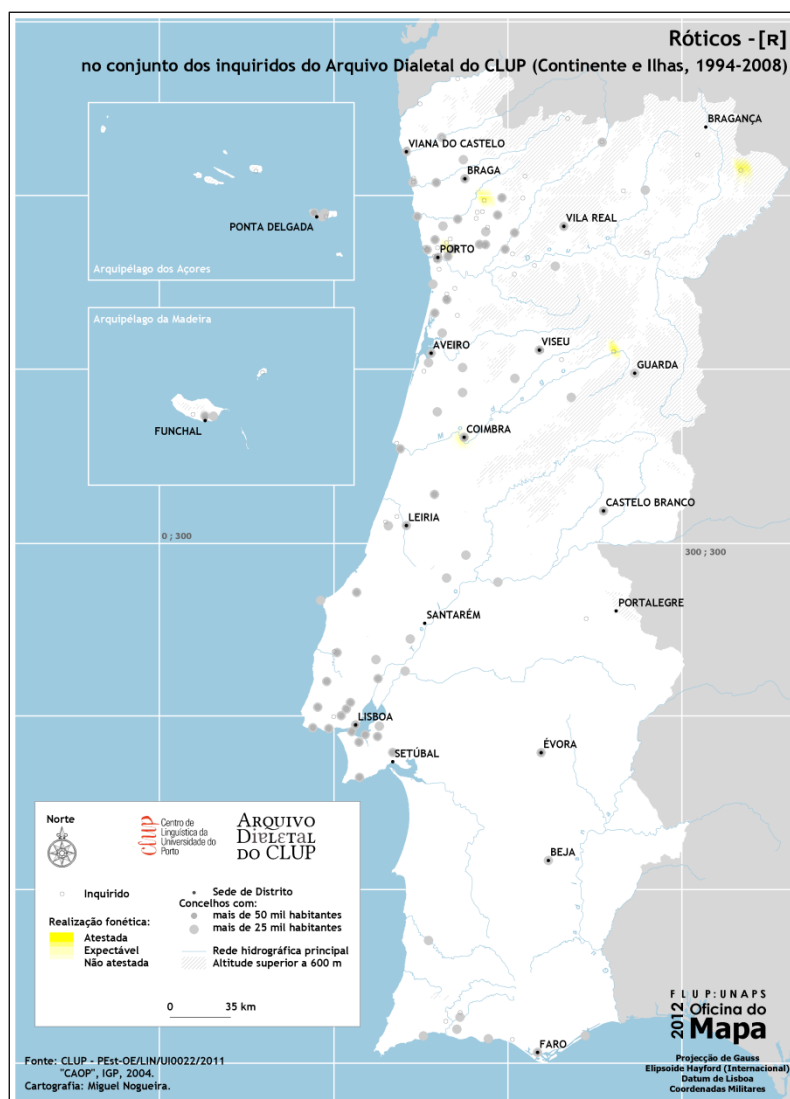 Róticos -[ʀ]
no conjunto dos inquiridos do Arquivo Dialetal do CLUP (Continente e Ilhas, 1994-2008)
BRAGANÇA
VIANA DO CASTELO
BRAGA
PONTA DELGADA
VILA REAL
PORTO
Arquipélago dos Açores
Arquipélago da Madeira
AVEIRO
VISEU
GUARDA
FUNCHAL
COIMBRA
CASTELO BRANCO
LEIRIA
0 ; 300
300 ; 300
PORTALEGRE
SANTARÉM
LISBOA
ÉVORA
SETÚBAL
BEJA
FARO
Norte
clup
Centro de
Linguística da
Universidade do
Porto
ARQUIVO
DIALETAL
DO CLUP
Inquirido
Realização fonética:
Atestada
Expectável
Não atestada
Sede de Distrito
Concelhos com:
mais de 50 mil habitantes
mais de 25 mil habitantes
Rede hidrográfica principal
Altitude superior a 600 m
0 35 km
Fonte: CLUP - PEst-OE/LIN/UI0022/2011
"CAOP", IGP, 2004.
Cartografia: Miguel Nogueira.
FLUP:UNAPS
2012 Oficina do
Mapa
Projecção de Gauss
Elipsoide Hayford (Internacional)
Datum de Lisboa
Coordenadas Militares